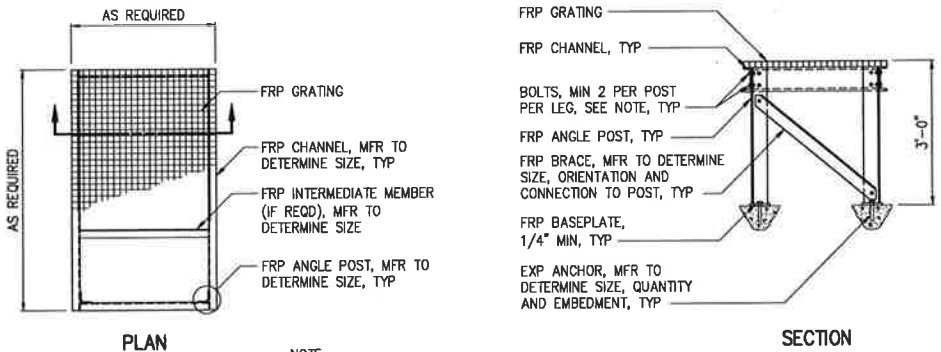 AS REQUIRED
AS REQUIRED
FRP GRATING
FRP CHANNEL, MFR TO
DETERMINE SIZE, TYP
FRP INTERMEDIATE MEMBER
(IF REQD), MFR TO
DETERMINE SIZE
FRP ANGLE POST, MFR TO
DETERMINE SIZE, TYP
PLAN
NOTE
FRP GRATING
FRP CHANNEL, TYP
BOLTS, MIN 2 PER POST
PER LEG, SEE NOTE, TYP
FRP ANGLE POST, TYP
FRP BRACE, MFR TO DETERMINE
SIZE, ORIENTATION AND
CONNECTION TO POST, TYP
FRP BASEPLATE,
1/4" MIN, TYP
EXP ANCHOR, MFR TO
DETERMINE SIZE, QUANTITY
AND EMBEDMENT, TYP
3'-0"
SECTION